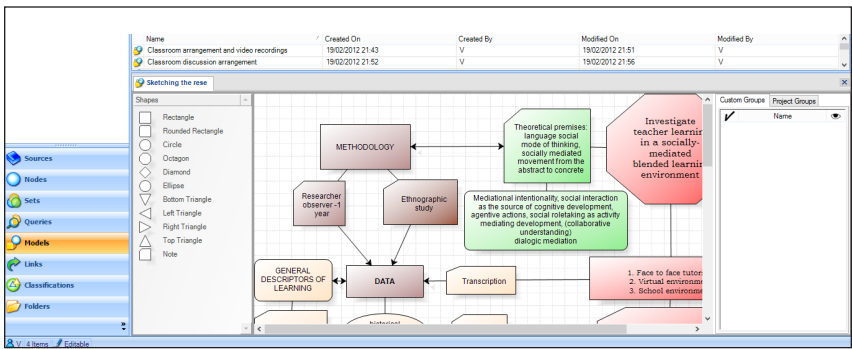 Name Created On Created By Modified On Modified By
Classroom arrangement and video recordings 19/02/2012 21:43 V 19/02/2012 21:51 V
Classroom discussion arrangement 19/02/2012 21:52 V 19/02/2012 21:56 V
Sketching the rese
Shapes
Rectangle
Rounded Rectangle
Circle
Octagon
Diamond
Ellipse
Bottom Triangle
Left Triangle
Right Triangle
Top Triangle
Note
METHODOLOGY
Theoretical premises:
language social
mode of thinking,
socially mediated
movement from the
abstract to concrete
Investigate
teacher learnin
in a socially-
mediated
blended learnin
environment
Researcher
observer -1
year
Ethnographic
study
Mediational intentionality, social interaction
as the source of cognitive development,
agentive actions, social roletaking as activity
mediating development, (collaborative
understanding)
dialogic mediation
GENERAL
DESCRIPTORS OF
LEARNING
DATA
Transcription
1. Face to face tutori
2. Virtual environme
3. School environme
historical
Custom Groups Project Groups
Name
Sources
Nodes
Sets
Queries
Models
Links
Classifications
Folders
V 4 Items Editable